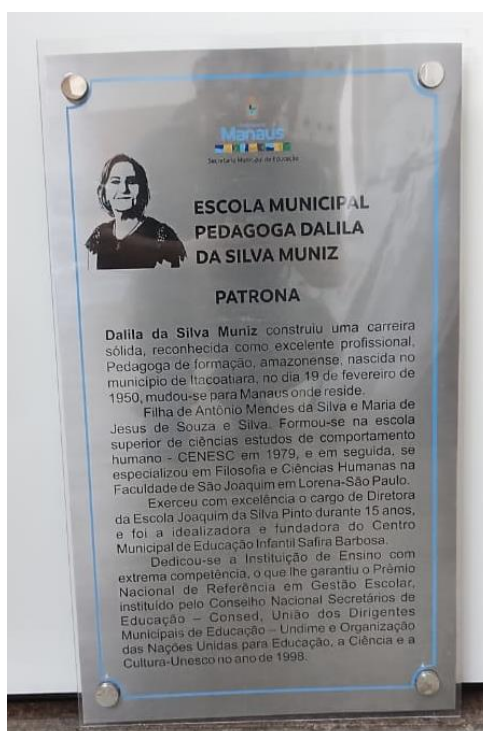 Manaus
Secretaria Municipal de Educação
ESCOLA MUNICIPAL
PEDAGOGA DALILA
DA SILVA MUNIZ
PATRONA
Dalila da Silva Muniz construiu uma carreira
sólida, reconhecida como excelente profissional,
Pedagoga de formação, amazonense, nascida no
município de Itacoatiara, no dia 19 de fevereiro de
1950, mudou-se para Manaus onde reside.
Filha de Antônio Mendes da Silva e Maria de
Jesus de Souza e Silva. Formou-se na escola
superior de ciências estudos de comportamento
humano - CENESC em 1979, e em seguida, se
especializou em Filosofia e Ciências Humanas na
Faculdade de São Joaquim em Lorena-São Paulo.
Exerceu com excelência o cargo de Diretora
da Escola Joaquim da Silva Pinto durante 15 anos,
e foi a idealizadora e fundadora do Centro
Municipal de Educação Infantil Safira Barbosa.
Dedicou-se a Instituição de Ensino com
extrema competência, o que lhe garantiu o Prêmio
Nacional de Referência em Gestão Escolar,
instituído pelo Conselho Nacional Secretários de
Educação – Consed, União dos Dirigentes
Municipais de Educação – Undime e Organização
das Nações Unidas para Educação, a Ciência e a
Cultura-Unesco no ano de 1998.